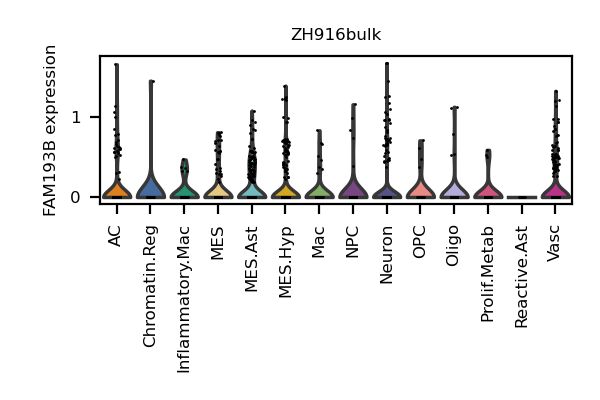 ZH916bulk
FAM193B expression
1
0
AC
Chromatin.Reg
Inflammatory.Mac
MES
MES.Ast
MES.Hyp
Mac
NPC
Neuron
OPC
Oligo
Prolif.Metab
Reactive.Ast
Vasc